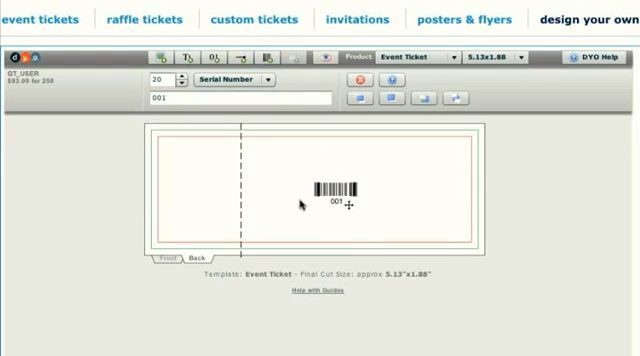 event tickets raffle tickets custom tickets invitations posters & flyers design your own
dyo Product: Event Ticket 5.13x1.88 DYO Help
QT_USER
$93.00 for 250
20 Serial Number
001
001
Front Back
Template: Event Ticket - Final Cut Size: approx 5.13"x1.88"
Help with Guides